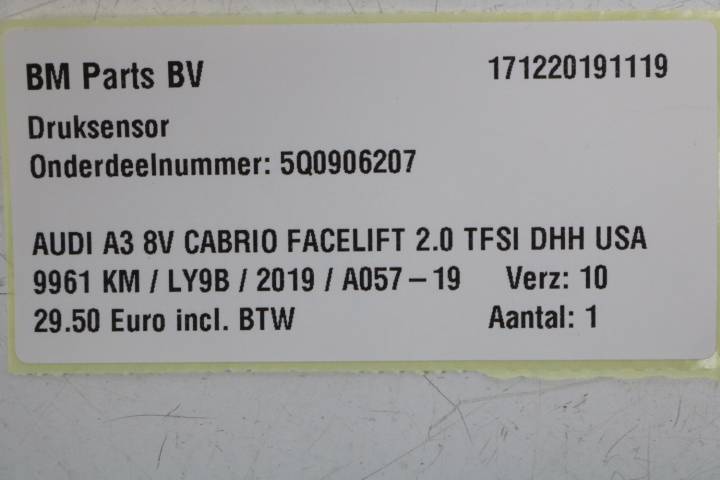 BM Parts BV 171220191119
Druksensor
Onderdeelnummer: 5Q0906207
AUDI A3 8V CABRIO FACELIFT 2.0 TFSI DHH USA
9961 KM / LY9B / 2019 / A057-19 Verz: 10
29.50 Euro incl. BTW Aantal: 1